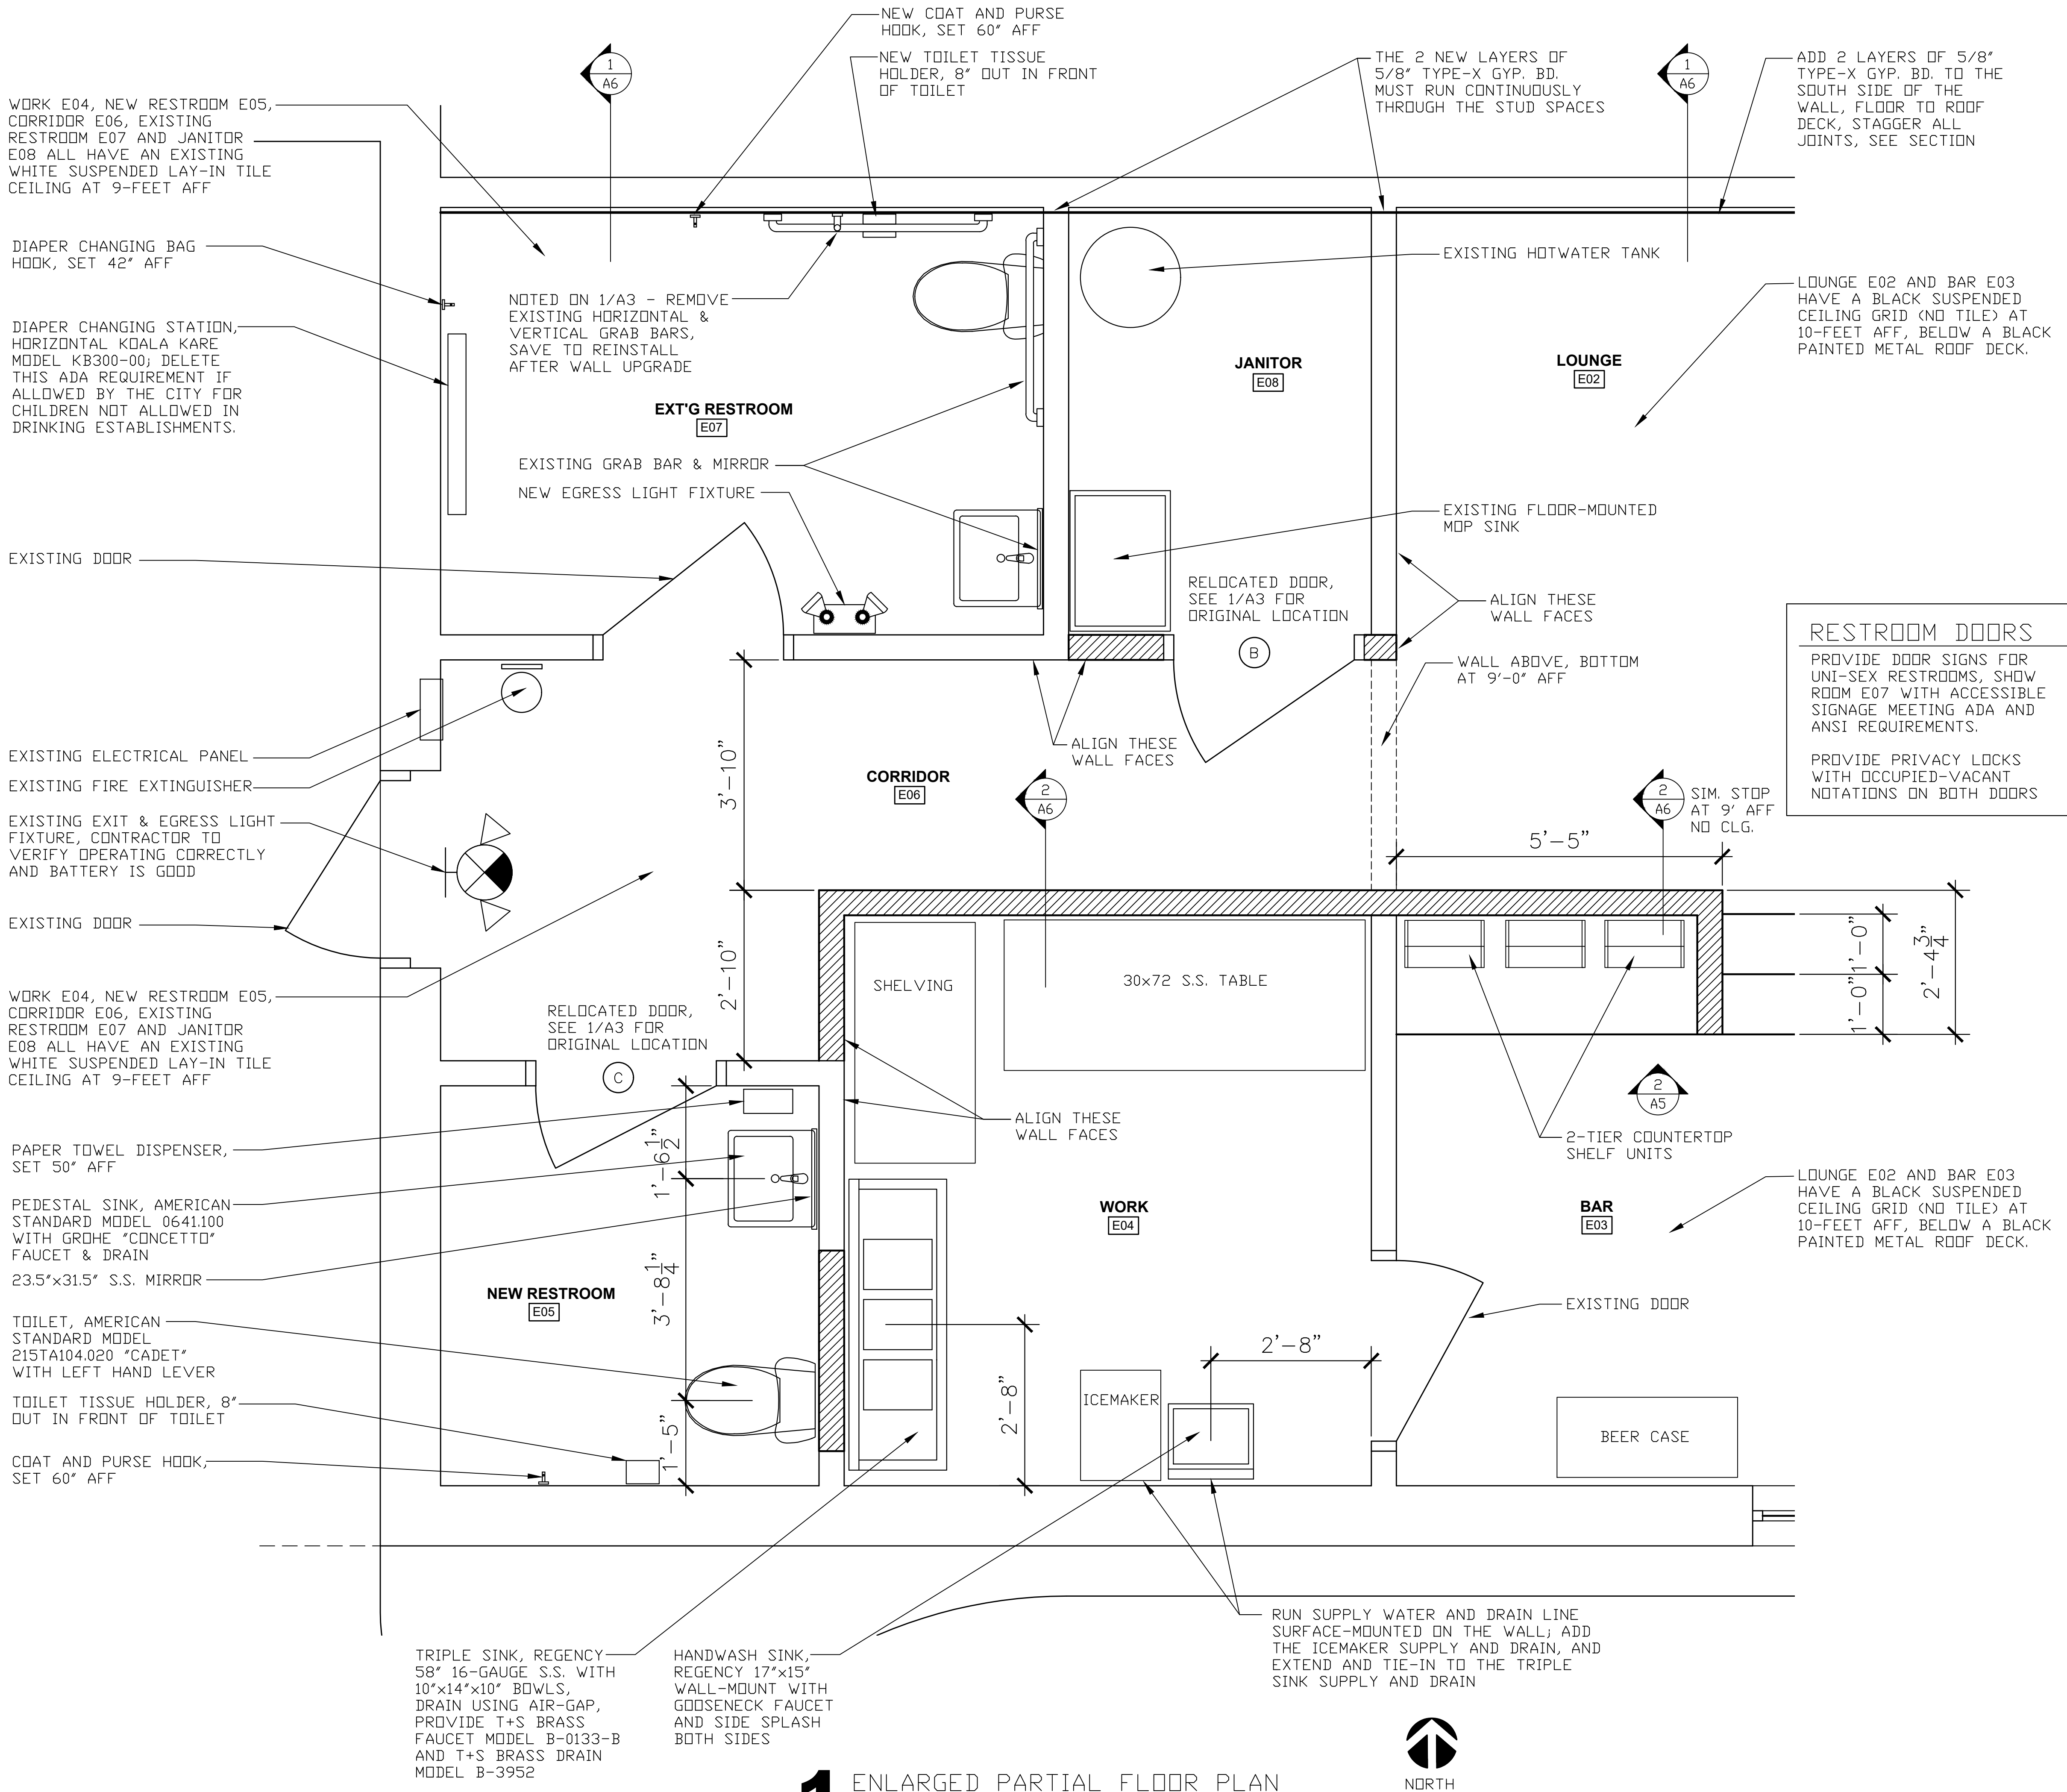 NEW COAT AND PURSE
HOOK, SET 60" AFF
NEW TOILET TISSUE
HOLDER, 8" OUT IN FRONT
OF TOILET
THE 2 NEW LAYERS OF
5/8" TYPE-X GYP. BD.
MUST RUN CONTINUOUSLY
THROUGH THE STUD SPACES
ADD 2 LAYERS OF 5/8"
TYPE-X GYP. BD. TO THE
SOUTH SIDE OF THE
WALL, FLOOR TO ROOF
DECK, STAGGER ALL
JOINTS, SEE SECTION
1
A6
1
A6
WORK E04, NEW RESTROOM E05,
CORRIDOR E06, EXISTING
RESTROOM E07 AND JANITOR
E08 ALL HAVE AN EXISTING
WHITE SUSPENDED LAY-IN TILE
CEILING AT 9-FEET AFF
DIAPER CHANGING BAG
HOOK, SET 42" AFF
DIAPER CHANGING STATION,
HORIZONTAL KOALA KARE
MODEL KB300-00; DELETE
THIS ADA REQUIREMENT IF
ALLOWED BY THE CITY FOR
CHILDREN NOT ALLOWED IN
DRINKING ESTABLISHMENTS.
NOTED ON 1/A3 - REMOVE
EXISTING HORIZONTAL &
VERTICAL GRAB BARS,
SAVE TO REINSTALL
AFTER WALL UPGRADE
EXISTING HOTWATER TANK
LOUNGE E02 AND BAR E03
HAVE A BLACK SUSPENDED
CEILING GRID (NO TILE) AT
10-FEET AFF, BELOW A BLACK
PAINTED METAL ROOF DECK.
JANITOR
E08
LOUNGE
E02
EXT'G RESTROOM
E07
EXISTING GRAB BAR & MIRROR
NEW EGRESS LIGHT FIXTURE
EXISTING FLOOR-MOUNTED
MOP SINK
EXISTING DOOR
RELOCATED DOOR,
SEE 1/A3 FOR
ORIGINAL LOCATION
B
ALIGN THESE
WALL FACES
WALL ABOVE, BOTTOM
AT 9'-0" AFF
RESTROOM DOORS
PROVIDE DOOR SIGNS FOR
UNI-SEX RESTROOMS, SHOW
ROOM E07 WITH ACCESSIBLE
SIGNAGE MEETING ADA AND
ANSI REQUIREMENTS.
PROVIDE PRIVACY LOCKS
WITH OCCUPIED-VACANT
NOTATIONS ON BOTH DOORS
EXISTING ELECTRICAL PANEL
EXISTING FIRE EXTINGUISHER
EXISTING EXIT & EGRESS LIGHT
FIXTURE, CONTRACTOR TO
VERIFY OPERATING CORRECTLY
AND BATTERY IS GOOD
EXISTING DOOR
3'-10"
ALIGN THESE
WALL FACES
CORRIDOR
E06
2
A6
2
A6
SIM. STOP
AT 9' AFF
NO CLG.
5'-5"
2'-10"
SHELVING
30x72 S.S. TABLE
1'-0"
1'-0"
2'-4 3/4"
WORK E04, NEW RESTROOM E05,
CORRIDOR E06, EXISTING
RESTROOM E07 AND JANITOR
E08 ALL HAVE AN EXISTING
WHITE SUSPENDED LAY-IN TILE
CEILING AT 9-FEET AFF
RELOCATED DOOR,
SEE 1/A3 FOR
ORIGINAL LOCATION
C
ALIGN THESE
WALL FACES
2
A5
2-TIER COUNTERTOP
SHELF UNITS
PAPER TOWEL DISPENSER,
SET 50" AFF
PEDESTAL SINK, AMERICAN
STANDARD MODEL 0641.100
WITH GROHE "CONCETTO"
FAUCET & DRAIN
23.5"x31.5" S.S. MIRROR
1'-6 1/2"
3'-8 1/4"
1'-5"
WORK
E04
BAR
E03
LOUNGE E02 AND BAR E03
HAVE A BLACK SUSPENDED
CEILING GRID (NO TILE) AT
10-FEET AFF, BELOW A BLACK
PAINTED METAL ROOF DECK.
NEW RESTROOM
E05
EXISTING DOOR
TOILET, AMERICAN
STANDARD MODEL
215TA104.020 "CADET"
WITH LEFT HAND LEVER
TOILET TISSUE HOLDER, 8"
OUT IN FRONT OF TOILET
COAT AND PURSE HOOK,
SET 60" AFF
2'-8"
2'-8"
ICEMAKER
BEER CASE
TRIPLE SINK, REGENCY
58" 16-GAUGE S.S. WITH
10"x14"x10" BOWLS,
DRAIN USING AIR-GAP,
PROVIDE T+S BRASS
FAUCET MODEL B-0133-B
AND T+S BRASS DRAIN
MODEL B-3952
HANDWASH SINK,
REGENCY 17"x15"
WALL-MOUNT WITH
GOOSENECK FAUCET
AND SIDE SPLASH
BOTH SIDES
RUN SUPPLY WATER AND DRAIN LINE
SURFACE-MOUNTED ON THE WALL; ADD
THE ICEMAKER SUPPLY AND DRAIN, AND
EXTEND AND TIE-IN TO THE TRIPLE
SINK SUPPLY AND DRAIN
1 ENLARGED PARTIAL FLOOR PLAN
NORTH